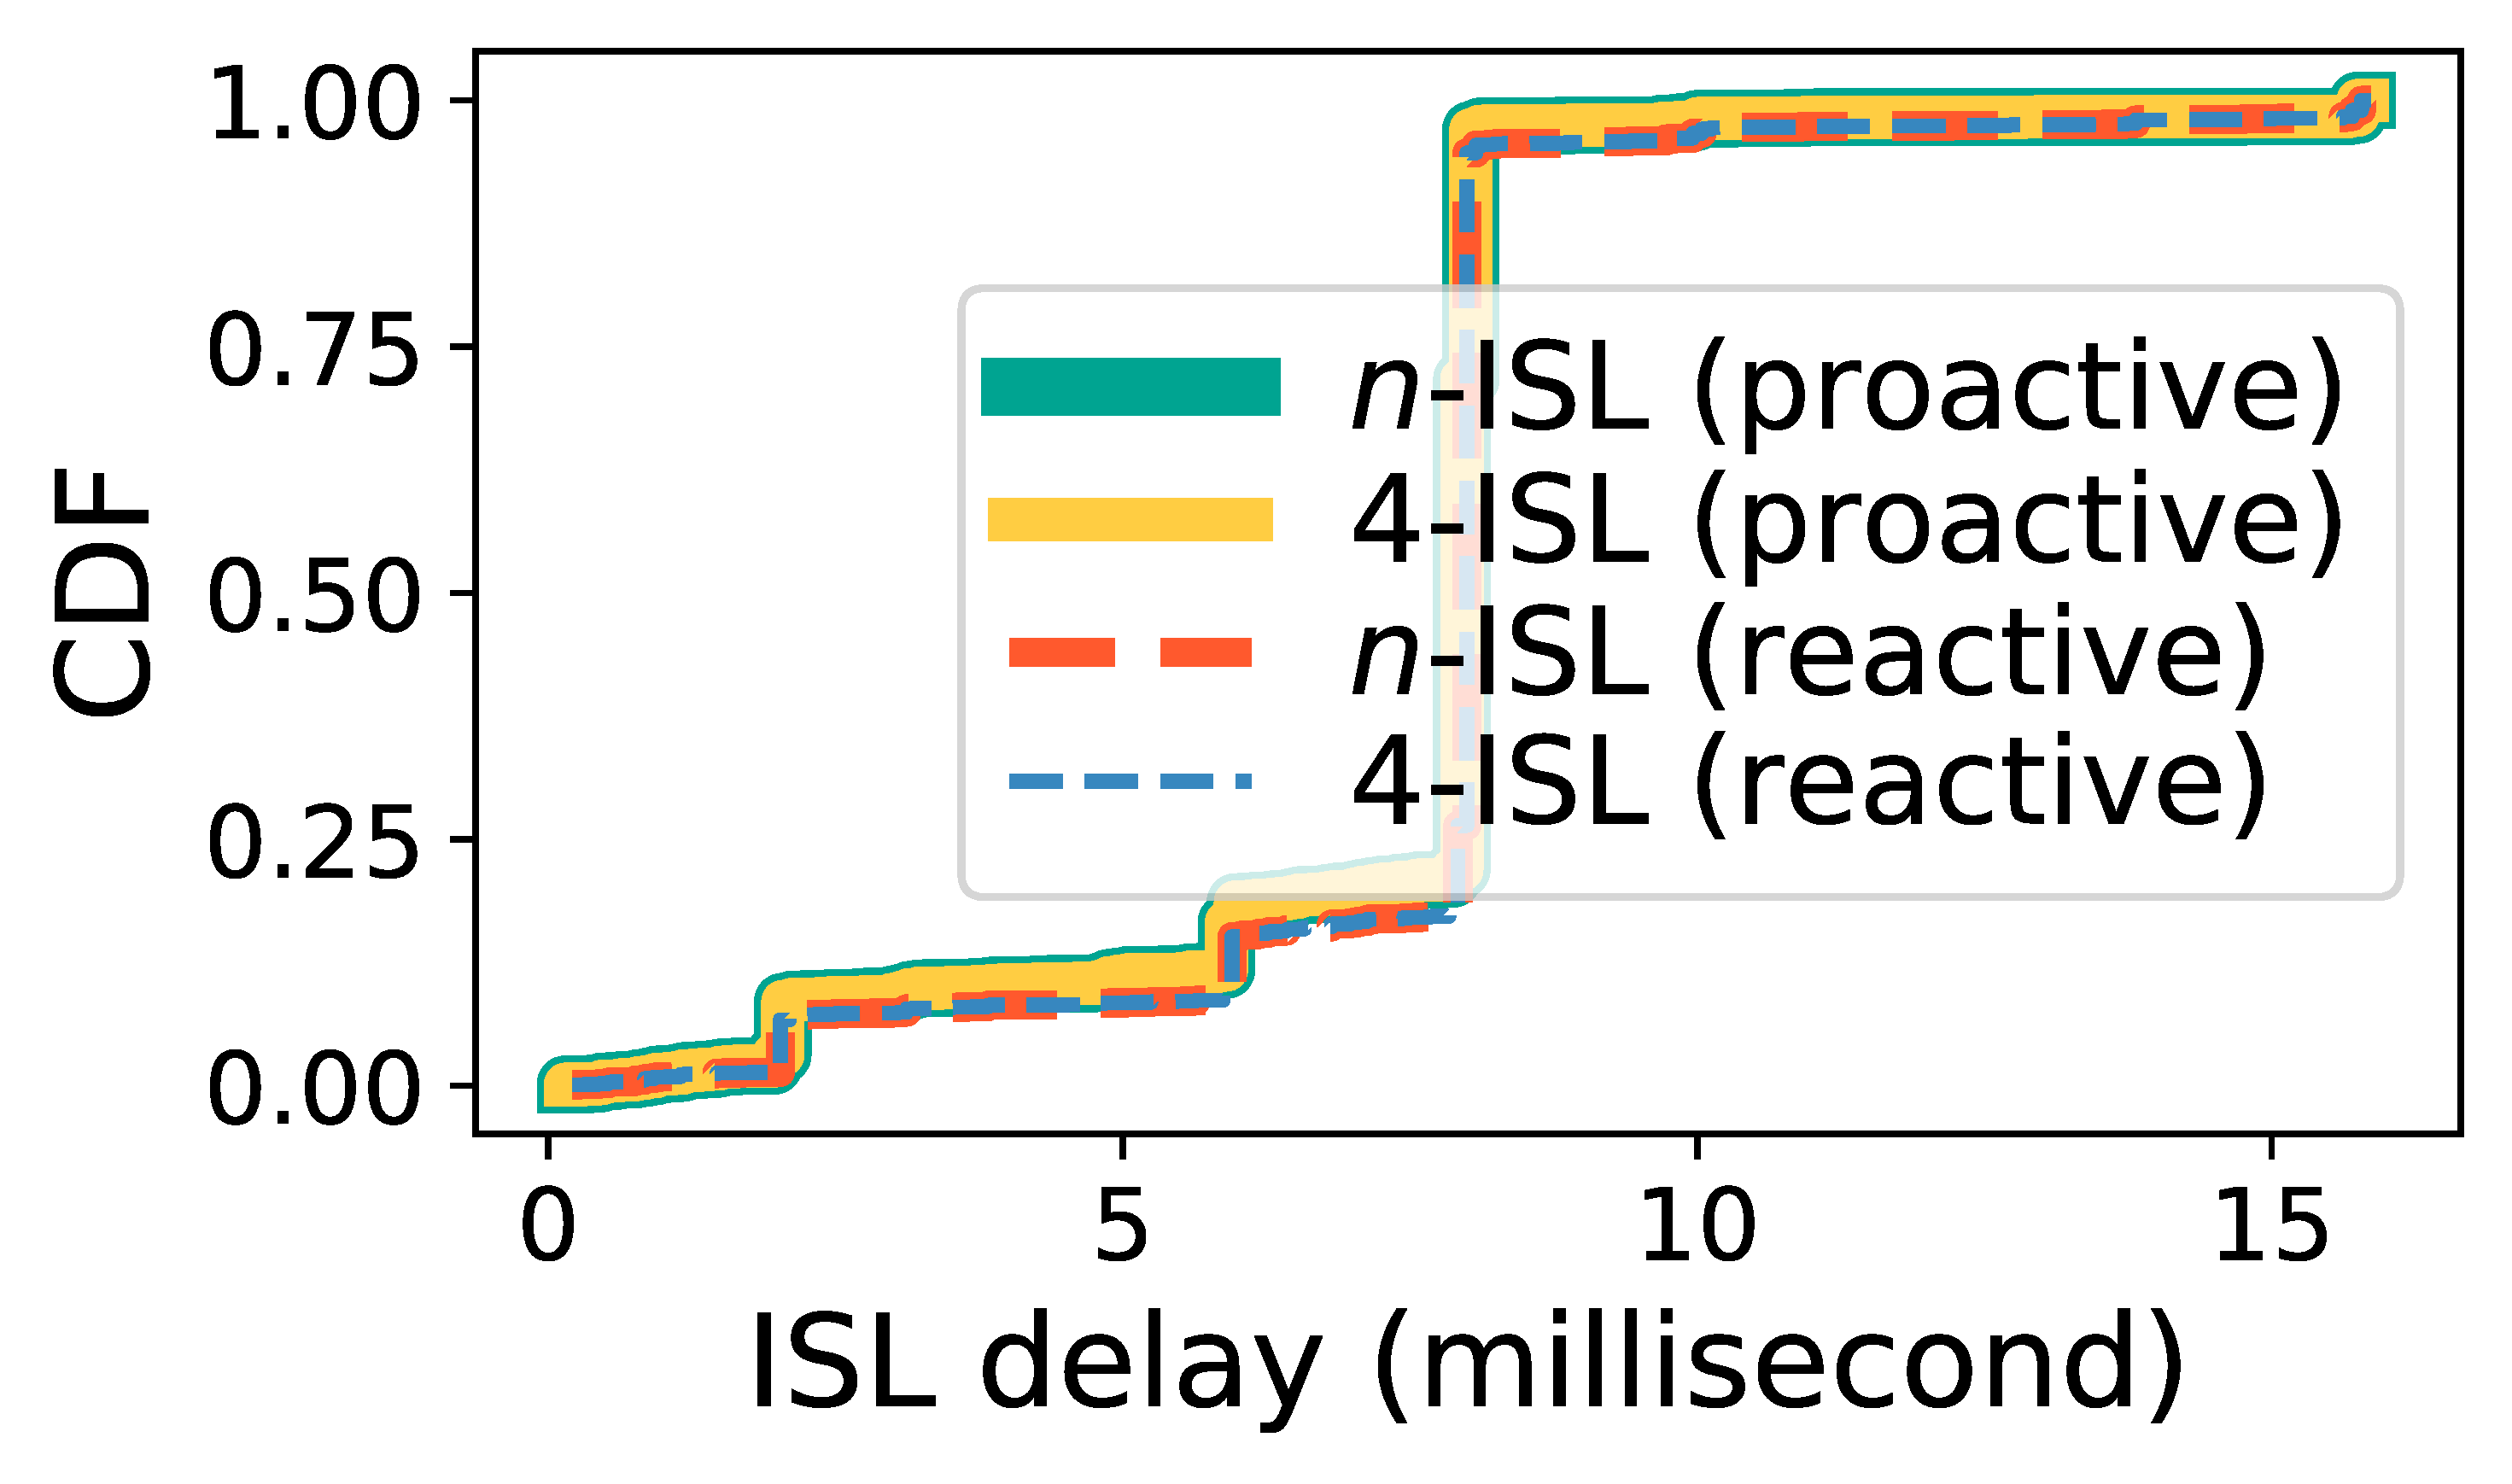 1.00
0.75
0.50
0.25
0.00
CDF
n-ISL (proactive)
4-ISL (proactive)
n-ISL (reactive)
4-ISL (reactive)
0 5 10 15
ISL delay (millisecond)